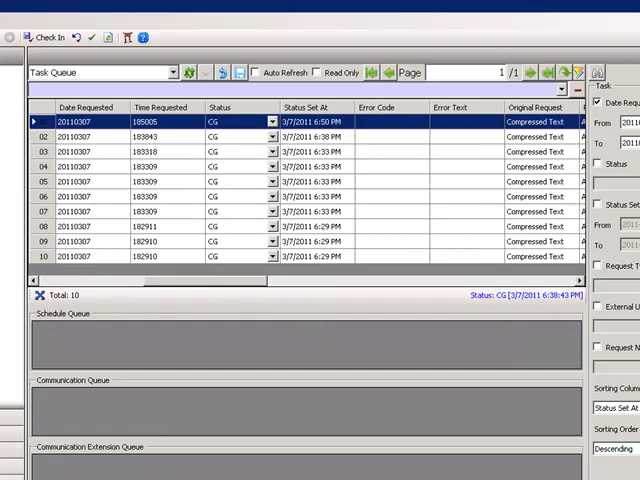 Check In
Task Queue Auto Refresh Read Only Page 1 /1
Task
Date Requested Time Requested Status Status Set At Error Code Error Text Original Request
20110307 185005 CG 3/7/2011 6:50 PM Compressed Text
02 20110307 183843 CG 3/7/2011 6:38 PM Compressed Text
03 20110307 183318 CG 3/7/2011 6:33 PM Compressed Text
04 20110307 183309 CG 3/7/2011 6:33 PM Compressed Text
05 20110307 183309 CG 3/7/2011 6:33 PM Compressed Text
06 20110307 183309 CG 3/7/2011 6:33 PM Compressed Text
07 20110307 183309 CG 3/7/2011 6:33 PM Compressed Text
08 20110307 182911 CG 3/7/2011 6:29 PM Compressed Text
09 20110307 182910 CG 3/7/2011 6:29 PM Compressed Text
10 20110307 182910 CG 3/7/2011 6:29 PM Compressed Text
Total: 10 Status: CG [3/7/2011 6:38:43 PM]
Schedule Queue
Communication Queue
Communication Extension Queue
Date Requ
From 2011
To 2011
Status
Status Set
From 2011
To 2011
Request T
External U
Request N
Sorting Colum
Status Set At
Sorting Order
Descending